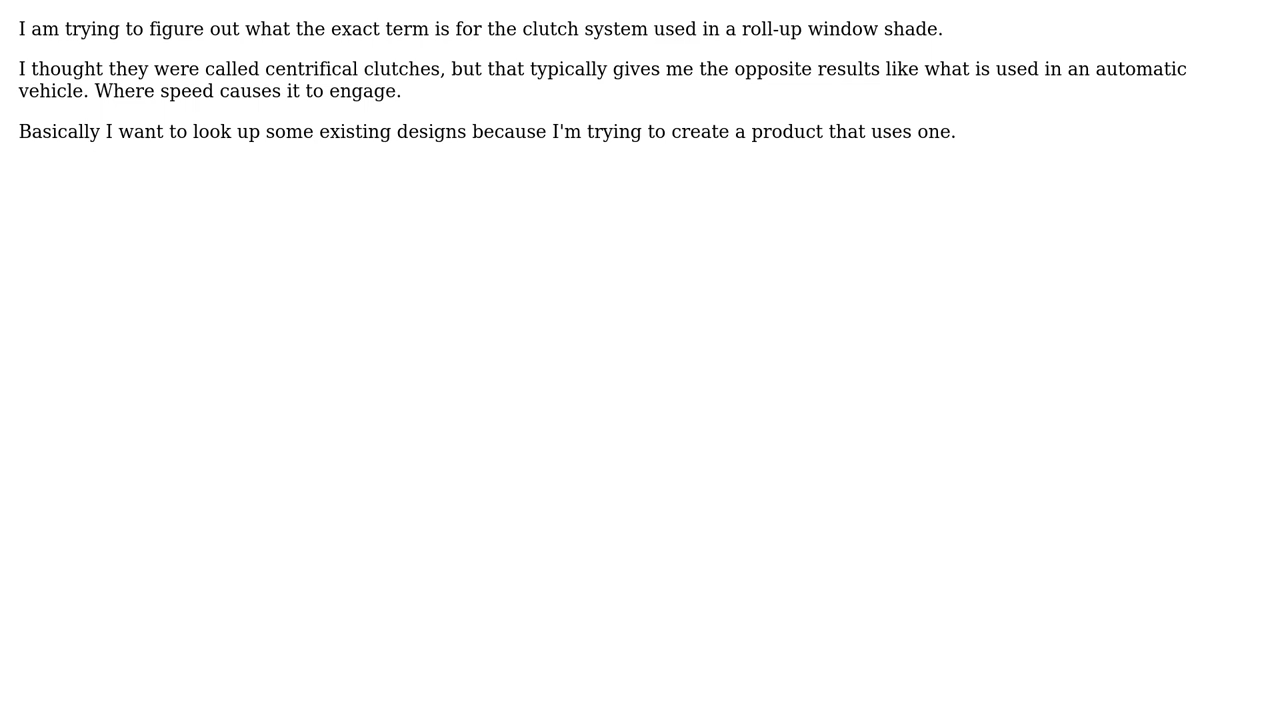 I am trying to figure out what the exact term is for the clutch system used in a roll-up window shade.
I thought they were called centrifical clutches, but that typically gives me the opposite results like what is used in an automatic
vehicle. Where speed causes it to engage.
Basically I want to look up some existing designs because I'm trying to create a product that uses one.